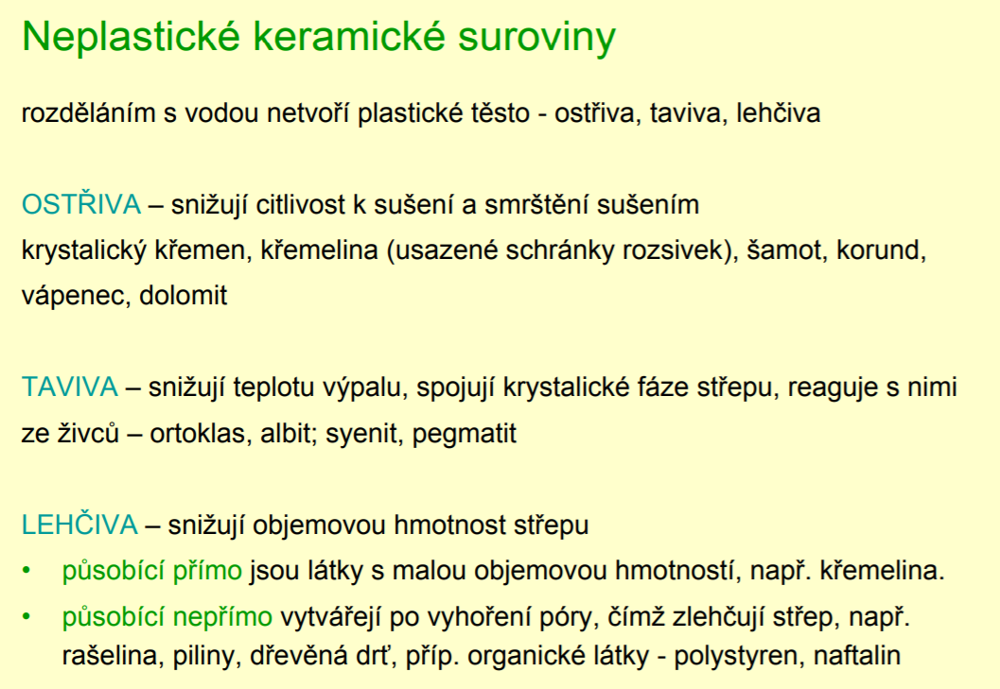 Neplastické keramické suroviny
rozděláním s vodou netvoří plastické těsto - ostřiva, taviva, lehčiva
OSTŘIVA – snižují citlivost k sušení a smrštění sušením
krystalický křemen, křemelina (usazené schránky rozsivek), šamot, korund,
vápenec, dolomit
TAVIVA – snižují teplotu výpalu, spojují krystalické fáze střepu, reaguje s nimi
ze živců – ortoklas, albit; syenit, pegmatit
LEHČIVA – snižují objemovou hmotnost střepu
• působící přímo jsou látky s malou objemovou hmotností, např. křemelina.
• působící nepřímo vytvářejí po vyhoření póry, čímž zlehčují střep, např.
rašelina, piliny, dřevěná drť, příp. organické látky - polystyren, naftalin